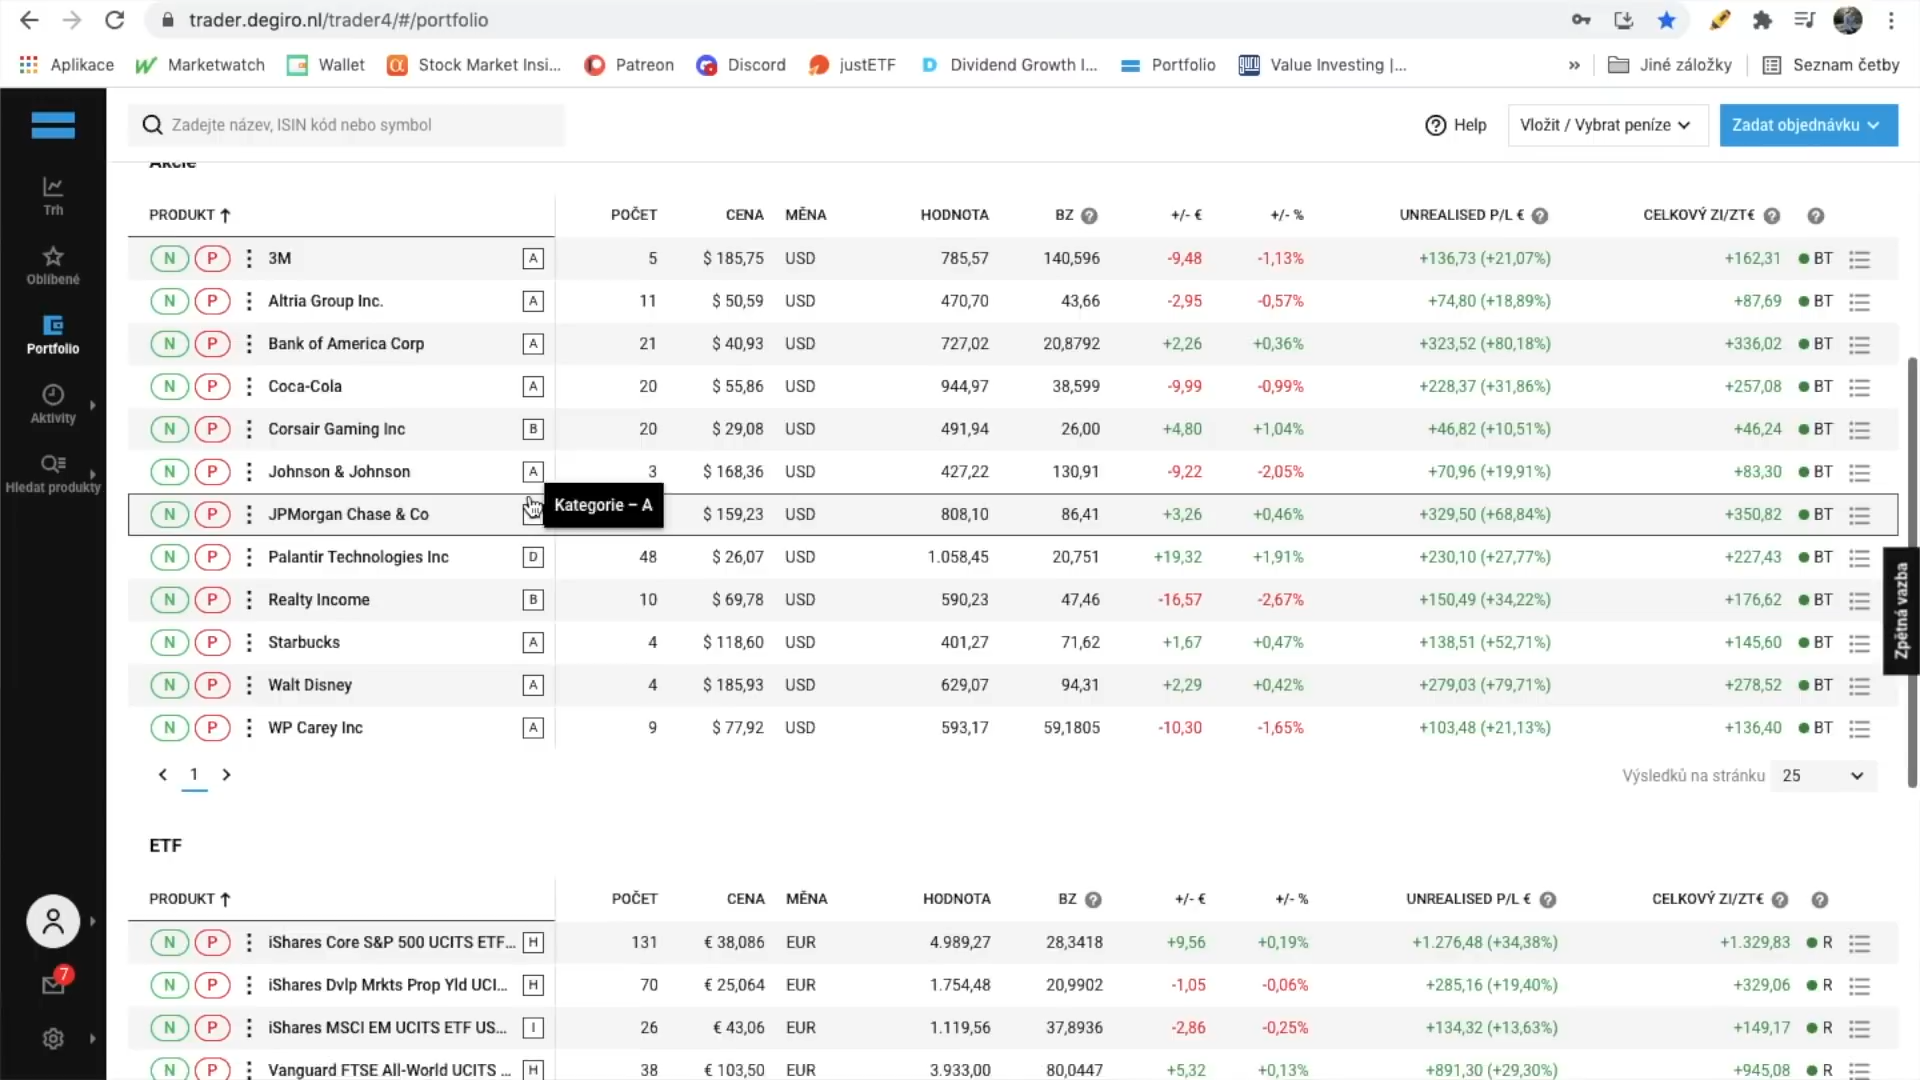 trader.degiro.nl/trader4/#/portfolio
Aplikace Marketwatch Wallet Stock Market Insi... Patreon Discord justETF Dividend Growth I... Portfolio Value Investing |... » Jiné záložky Seznam četby
Zadejte název, ISIN kód nebo symbol Help Vložit / Vybrat peníze Zadat objednávku
Trh
Oblíbené
Portfolio
Aktivity
Hledat produkty
7
Akcie
PRODUKT POČET CENA MĚNA HODNOTA BZ +/- € +/- % UNREALISED P/L € CELKOVÝ ZI/ZT€
N P 3M A 5 $ 185,75 USD 785,57 140,596 -9,48 -1,13% +136,73 (+21,07%) +162,31 BT
N P Altria Group Inc. A 11 $ 50,59 USD 470,70 43,66 -2,95 -0,57% +74,80 (+18,89%) +87,69 BT
N P Bank of America Corp A 21 $ 40,93 USD 727,02 20,8792 +2,26 +0,36% +323,52 (+80,18%) +336,02 BT
N P Coca-Cola A 20 $ 55,86 USD 944,97 38,599 -9,99 -0,99% +228,37 (+31,86%) +257,08 BT
N P Corsair Gaming Inc B 20 $ 29,08 USD 491,94 26,00 +4,80 +1,04% +46,82 (+10,51%) +46,24 BT
N P Johnson & Johnson A 3 $ 168,36 USD 427,22 130,91 -9,22 -2,05% +70,96 (+19,91%) +83,30 BT
Kategorie – A
N P JPMorgan Chase & Co $ 159,23 USD 808,10 86,41 +3,26 +0,46% +329,50 (+68,84%) +350,82 BT
N P Palantir Technologies Inc D 48 $ 26,07 USD 1.058,45 20,751 +19,32 +1,91% +230,10 (+27,77%) +227,43 BT
N P Realty Income B 10 $ 69,78 USD 590,23 47,46 -16,57 -2,67% +150,49 (+34,22%) +176,62 BT
N P Starbucks A 4 $ 118,60 USD 401,27 71,62 +1,67 +0,47% +138,51 (+52,71%) +145,60 BT
N P Walt Disney A 4 $ 185,93 USD 629,07 94,31 +2,29 +0,42% +279,03 (+79,71%) +278,52 BT
N P WP Carey Inc A 9 $ 77,92 USD 593,17 59,1805 -10,30 -1,65% +103,48 (+21,13%) +136,40 BT
Zpětná vazba
1 Výsledků na stránku 25
ETF
PRODUKT POČET CENA MĚNA HODNOTA BZ +/- € +/- % UNREALISED P/L € CELKOVÝ ZI/ZT€
N P iShares Core S&P 500 UCITS ETF... H 131 € 38,086 EUR 4.989,27 28,3418 +9,56 +0,19% +1.276,48 (+34,38%) +1.329,83 R
N P iShares Dvlp Mrkts Prop Yld UCI... H 70 € 25,064 EUR 1.754,48 20,9902 -1,05 -0,06% +285,16 (+19,40%) +329,06 R
N P iShares MSCI EM UCITS ETF US... I 26 € 43,06 EUR 1.119,56 37,8936 -2,86 -0,25% +134,32 (+13,63%) +149,17 R
N P Vanguard FTSE All-World UCITS ... H 38 € 103,50 EUR 3.933,00 80,0447 +5,32 +0,13% +891,30 (+29,30%) +945,08 R